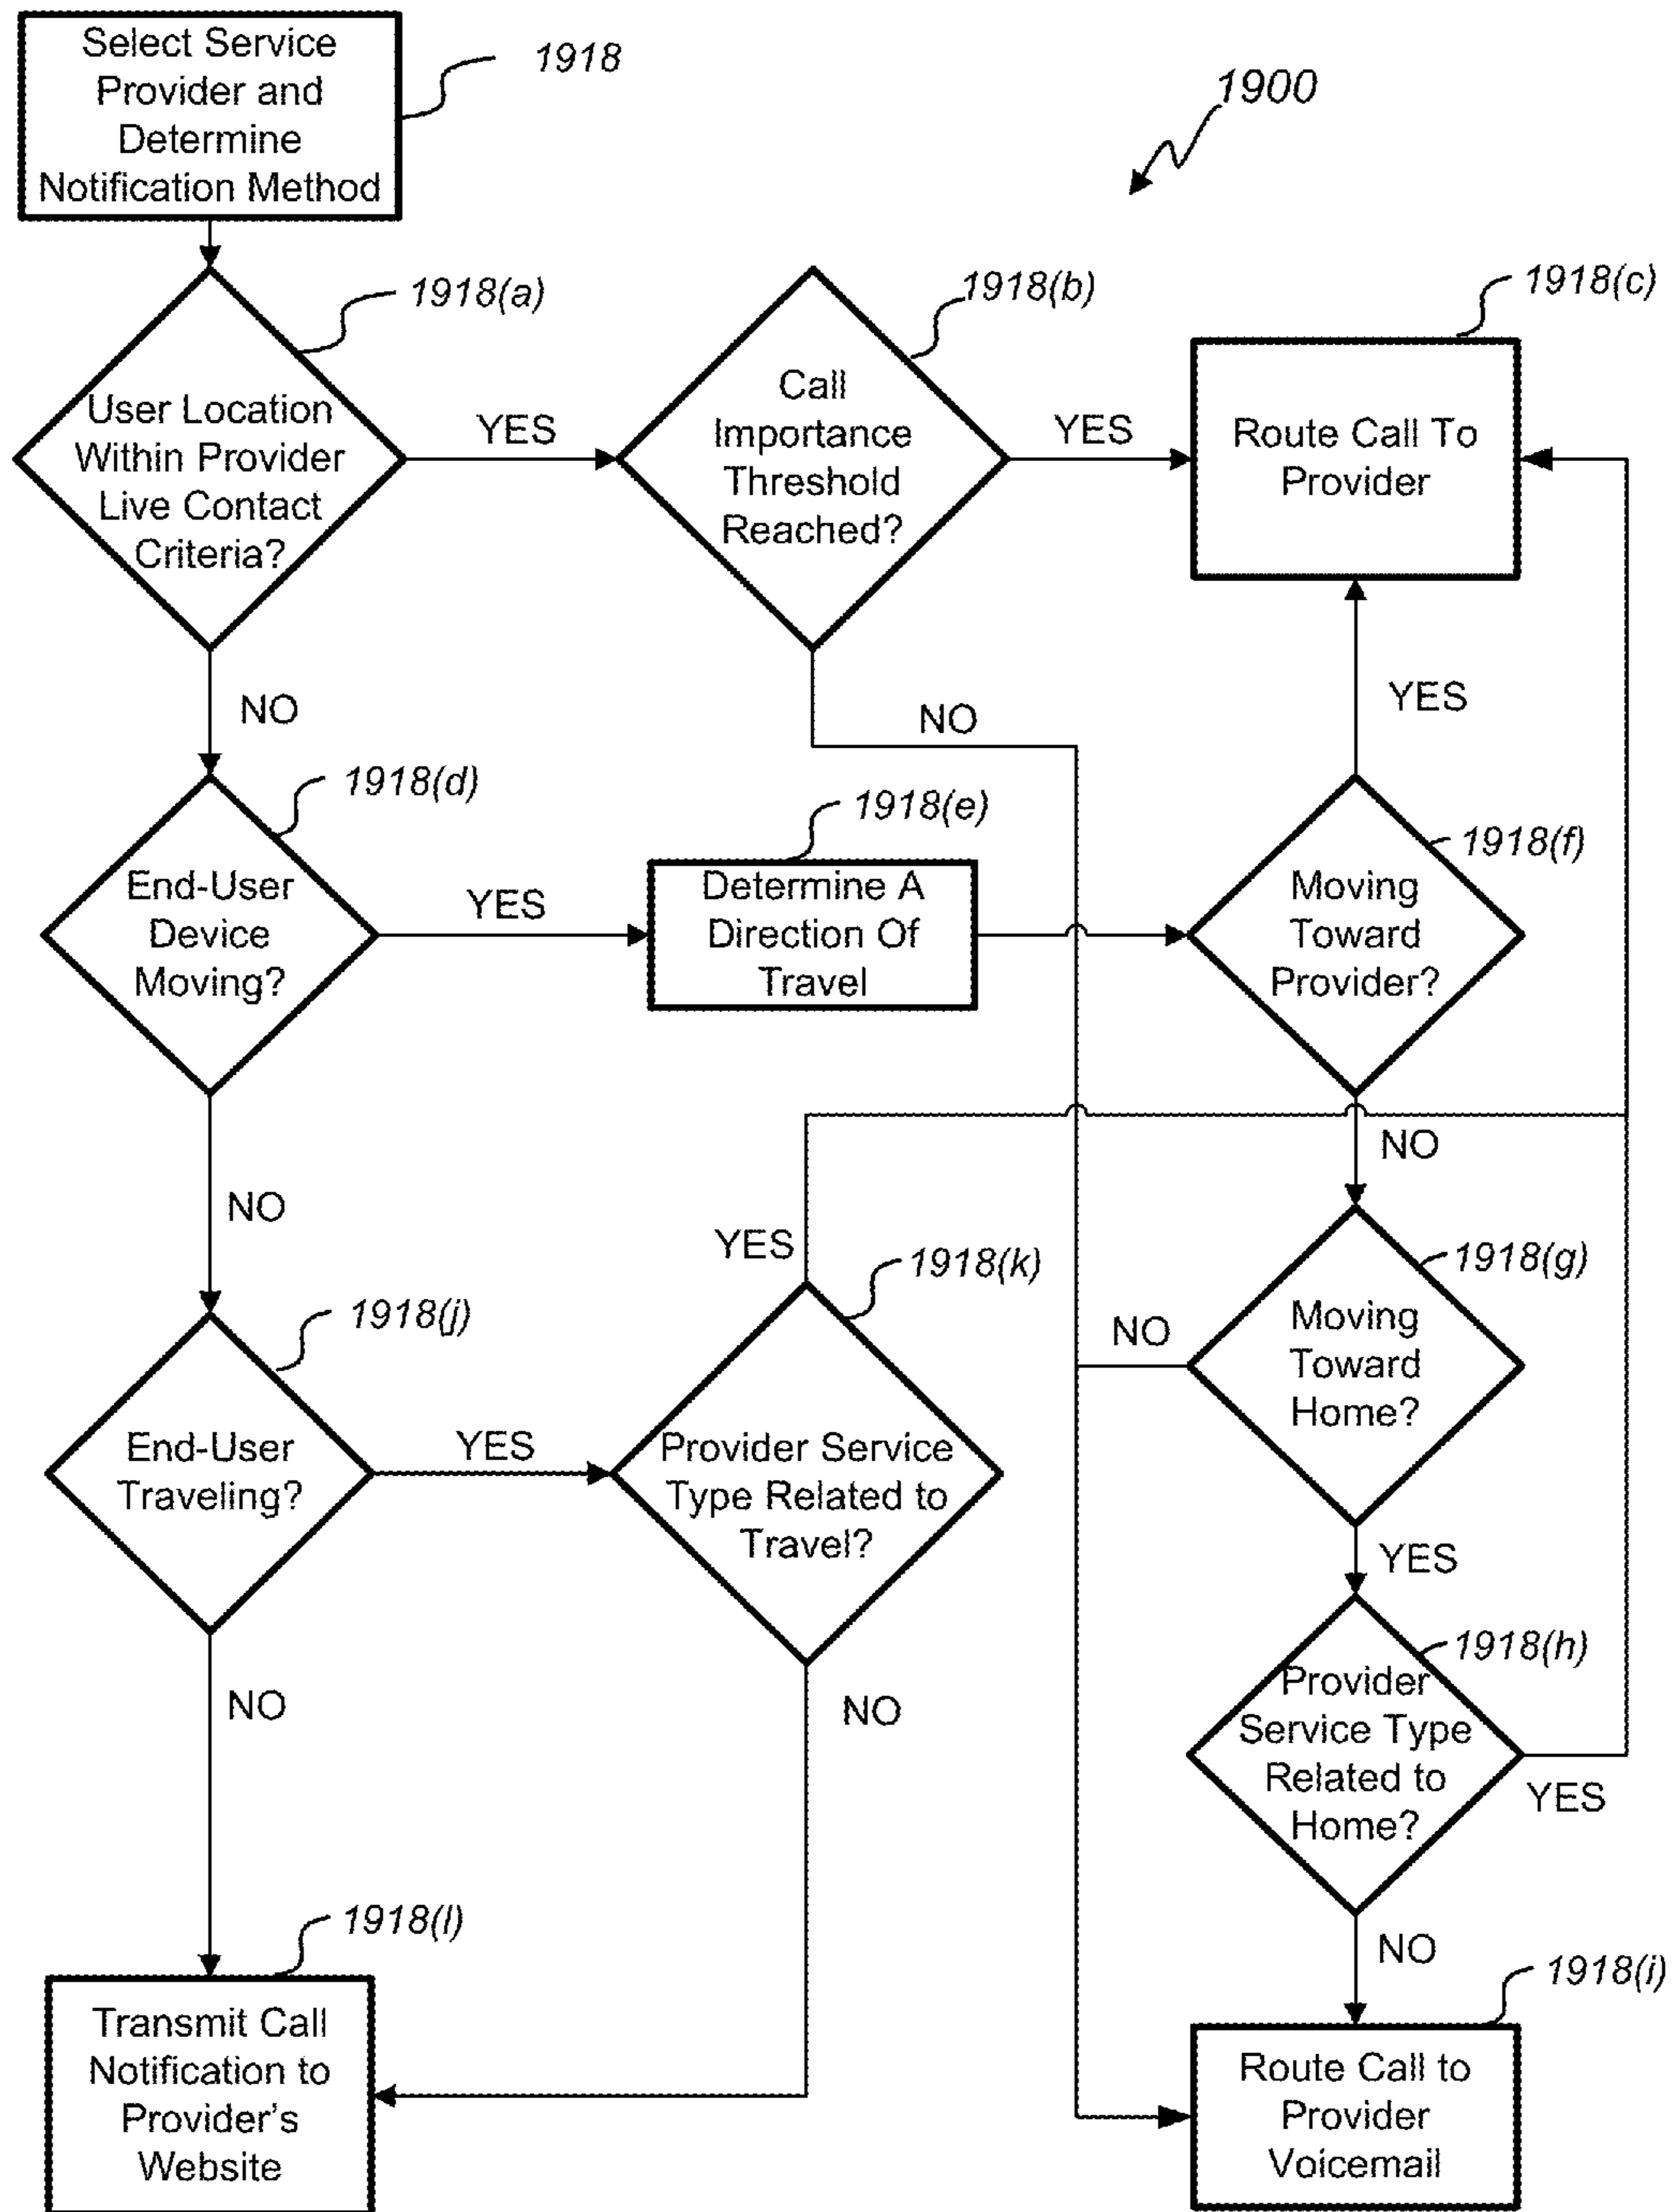 Select Service
Provider and
Determine
Notification Method
1918
1900
1918(a)
User Location
Within Provider
Live Contact
Criteria?
YES
1918(b)
Call
Importance
Threshold
Reached?
YES
1918(c)
Route Call To
Provider
NO
NO
YES
1918(d)
End-User
Device
Moving?
YES
1918(e)
Determine A
Direction Of
Travel
1918(f)
Moving
Toward
Provider?
NO
NO
YES
1918(g)
Moving
Toward
Home?
NO
YES
1918(j)
End-User
Traveling?
YES
1918(k)
Provider Service
Type Related to
Travel?
1918(h)
Provider
Service Type
Related to
Home?
YES
NO
NO
NO
1918(l)
Transmit Call
Notification to
Provider's
Website
1918(i)
Route Call to
Provider
Voicemail